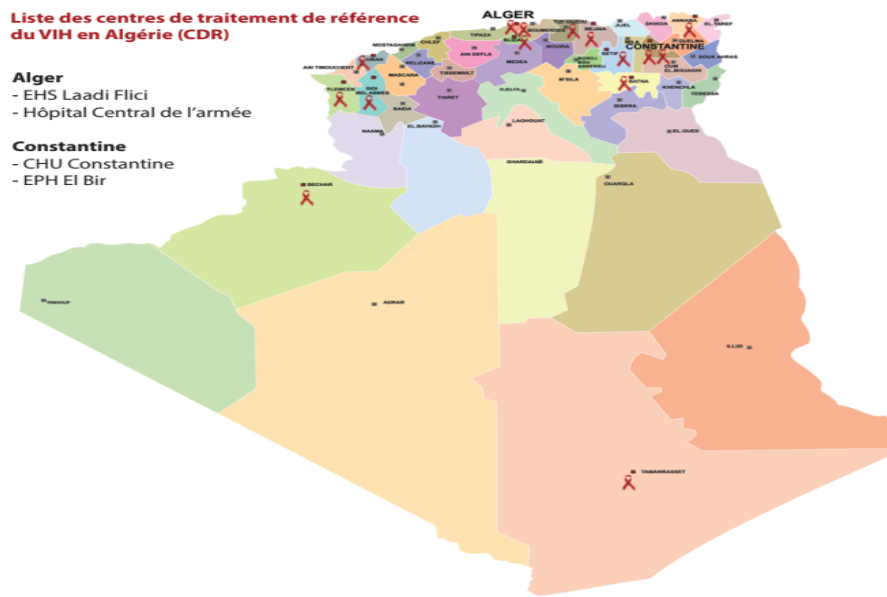 Liste des centres de traitement de référence
du VIH en Algérie (CDR)
Alger
- EHS Laadi Flici
- Hôpital Central de l'armée
Constantine
- CHU Constantine
- EPH El Bir
ALGER
SKIKDA
ANNABA
EL TAREF
TIPAZA
BOUMERDES
BEJAIA
JIJEL
MOSTAGANEM
CHLEF
CONSTANTINE
GUELMA
ORAN
RELIZANE
AIN DEFLA
MEDEA
BOUIRA
SETIF
MILA
SOUK AHRAS
AIN TIMOUCHENT
MASCARA
TISSEMSILT
OUM
EL BOUAGHI
TLEMCEN
SIDI
BEL ABBES
TIARET
DJELFA
M'SILA
BATNA
KHENCHLA
TEBESSA
SAIDA
BISKRA
NAAMA
EL BAYADH
LAGHOUAT
EL OUED
GHARDAIA
OUARGLA
BECHAR
TINDOUF
ADRAR
ILLIZI
TAMANRASSET